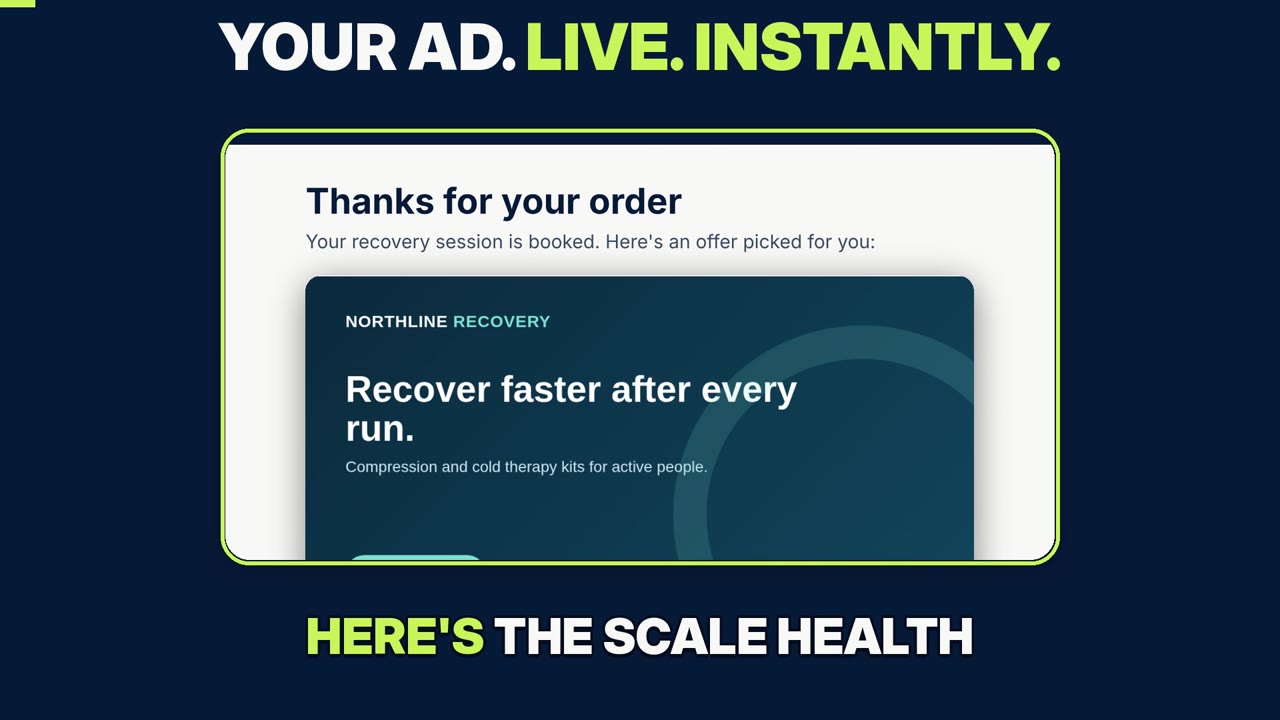 YOUR AD. LIVE. INSTANTLY.
Thanks for your order
Your recovery session is booked. Here's an offer picked for you:
NORTHLINE RECOVERY
Recover faster after every
run.
Compression and cold therapy kits for active people.
HERE'S THE SCALE HEALTH